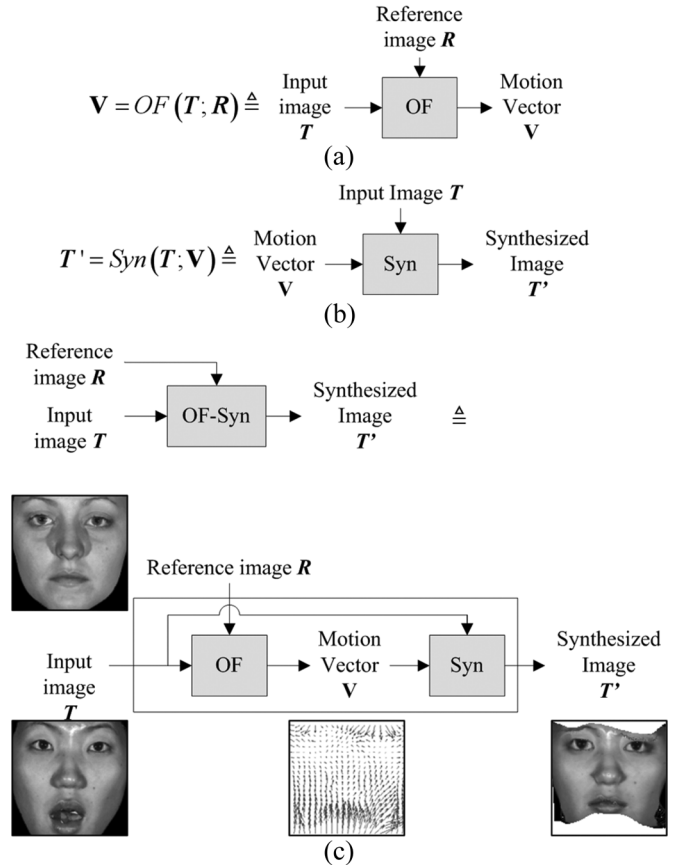 Reference
image R
V = OF(T; R) ≜
Input
image
T
OF
Motion
Vector
V
(a)
Input Image T
T ' = Syn(T; V) ≜
Motion
Vector
V
Syn
Synthesized
Image
T’
(b)
Reference
image R
Input
image T
OF-Syn
Synthesized
Image
T’
≜
Reference image R
Input
image
T
OF
Motion
Vector
V
Syn
Synthesized
Image
T’
(c)